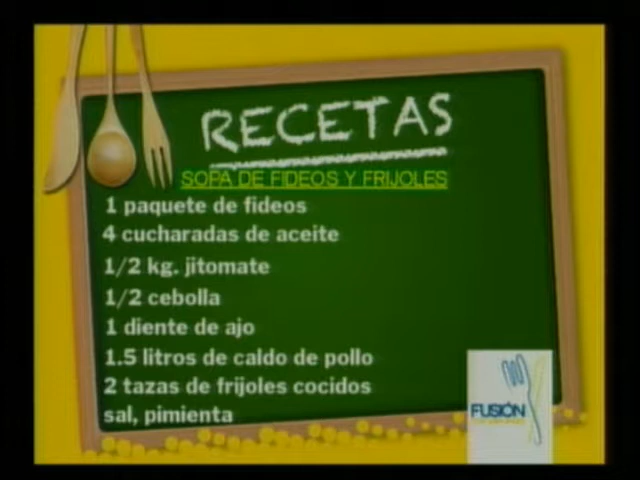 RECETAS
SOPA DE FIDEOS Y FRIJOLES
1 paquete de fideos
4 cucharadas de aceite
1/2 kg. jitomate
1/2 cebolla
1 diente de ajo
1.5 litros de caldo de pollo
2 tazas de frijoles cocidos
sal, pimienta
FUSIÓN